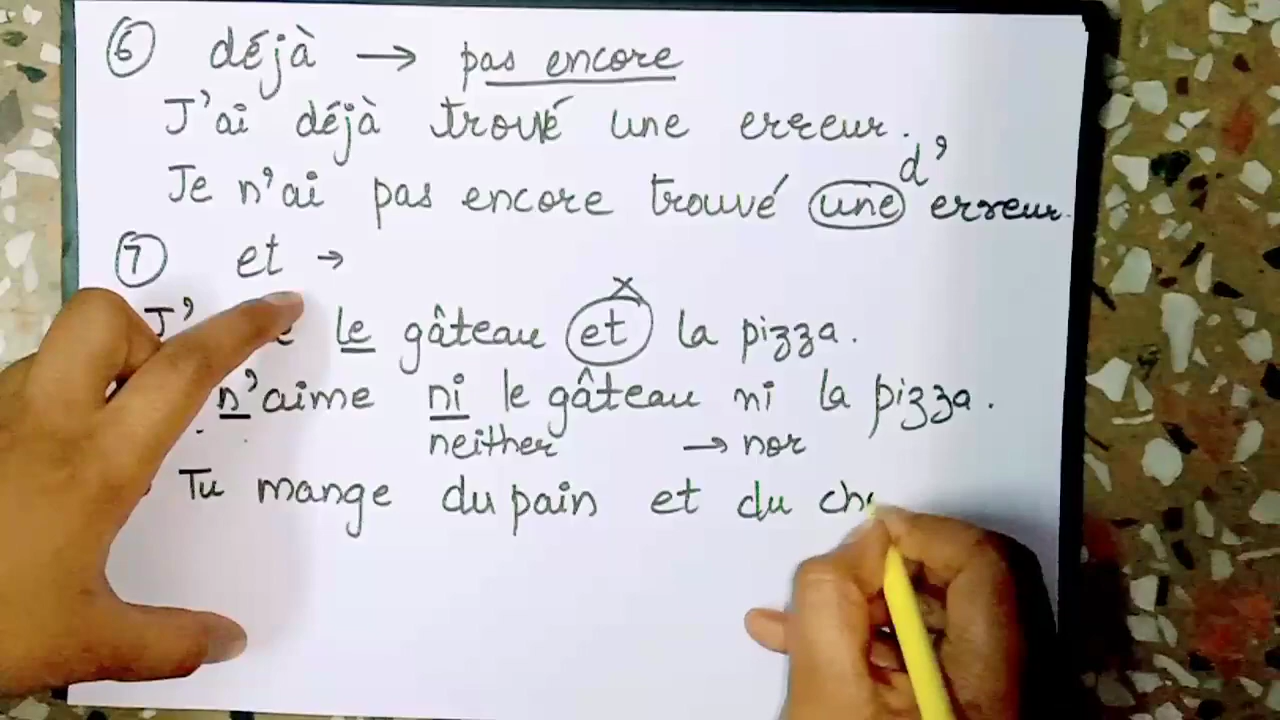 ⑥ déjà → pas encore
J'ai déjà trouvé une erreur.
d'
Je n'ai pas encore trouvé une erreur.
⑦ et →
J' le gâteau et la pizza.
n'aime ni le gâteau ni la pizza.
neither → nor
Tu mange du pain et du